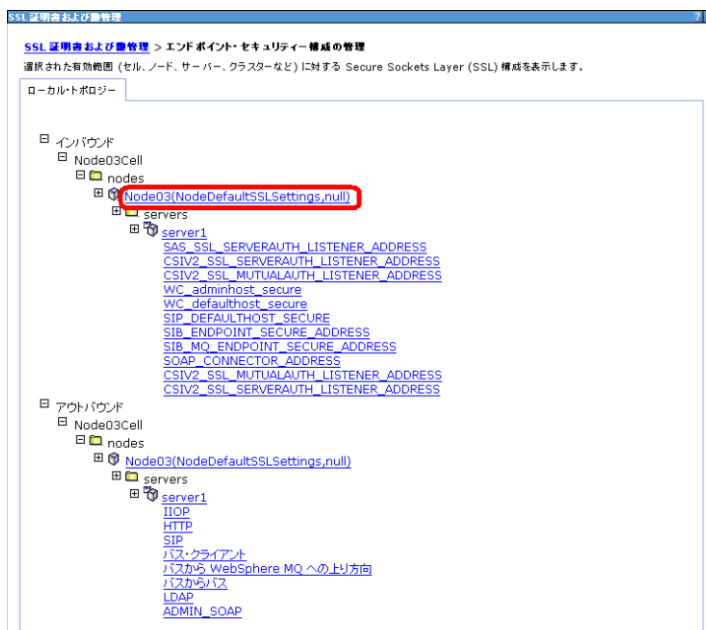 SSL 証明書および鍵管理 ?
SSL 証明書および鍵管理 > エンドポイント・セキュリティー構成の管理
選択された有効範囲 (セル、ノード、サーバー、クラスターなど) に対する Secure Sockets Layer (SSL) 構成を表示します。
ローカル・トポロジー
インバウンド
Node03Cell
nodes
Node03(NodeDefaultSSLSettings,null)
servers
server1
SAS_SSL_SERVERAUTH_LISTENER_ADDRESS
CSIV2_SSL_SERVERAUTH_LISTENER_ADDRESS
CSIV2_SSL_MUTUALAUTH_LISTENER_ADDRESS
WC_adminhost_secure
WC_defaulthost_secure
SIP_DEFAULTHOST_SECURE
SIB_ENDPOINT_SECURE_ADDRESS
SIB_MQ_ENDPOINT_SECURE_ADDRESS
SOAP_CONNECTOR_ADDRESS
CSIV2_SSL_MUTUALAUTH_LISTENER_ADDRESS
CSIV2_SSL_SERVERAUTH_LISTENER_ADDRESS
アウトバウンド
Node03Cell
nodes
Node03(NodeDefaultSSLSettings,null)
servers
server1
IIOP
HTTP
SIP
バス・クライアント
バスから WebSphere MQ への上り方向
バスからバス
LDAP
ADMIN_SOAP